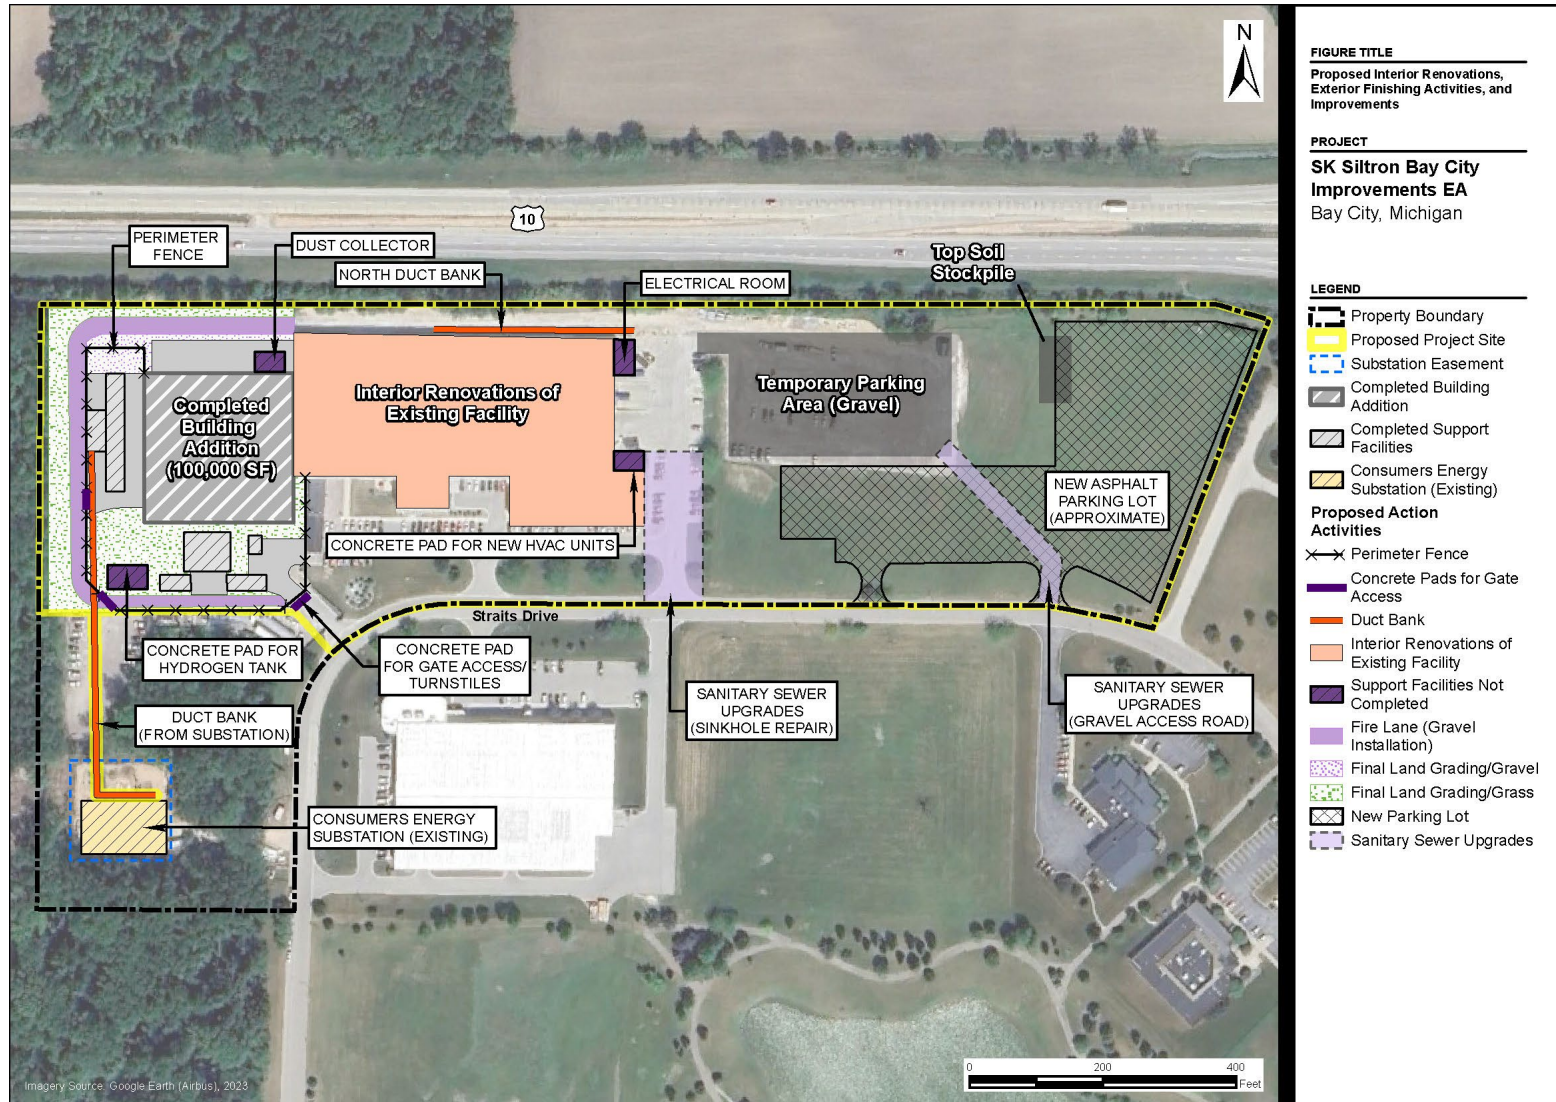 N
10
PERIMETER
FENCE
DUST COLLECTOR
NORTH DUCT BANK
ELECTRICAL ROOM
Top Soil
Stockpile
Completed
Building
Addition
(100,000 SF)
Interior Renovations of
Existing Facility
Temporary Parking
Area (Gravel)
NEW ASPHALT
PARKING LOT
(APPROXIMATE)
CONCRETE PAD FOR NEW HVAC UNITS
Straits Drive
CONCRETE PAD FOR
HYDROGEN TANK
CONCRETE PAD
FOR GATE ACCESS/
TURNSTILES
SANITARY SEWER
UPGRADES
(SINKHOLE REPAIR)
SANITARY SEWER
UPGRADES
(GRAVEL ACCESS ROAD)
DUCT BANK
(FROM SUBSTATION)
CONSUMERS ENERGY
SUBSTATION (EXISTING)
Imagery Source: Google Earth (Airbus), 2023
0 200 400
Feet
FIGURE TITLE
Proposed Interior Renovations,
Exterior Finishing Activities, and
Improvements
PROJECT
SK Siltron Bay City
Improvements EA
Bay City, Michigan
LEGEND
Property Boundary
Proposed Project Site
Substation Easement
Completed Building
Addition
Completed Support
Facilities
Consumers Energy
Substation (Existing)
Proposed Action
Activities
Perimeter Fence
Concrete Pads for Gate
Access
Duct Bank
Interior Renovations of
Existing Facility
Support Facilities Not
Completed
Fire Lane (Gravel
Installation)
Final Land Grading/Gravel
Final Land Grading/Grass
New Parking Lot
Sanitary Sewer Upgrades